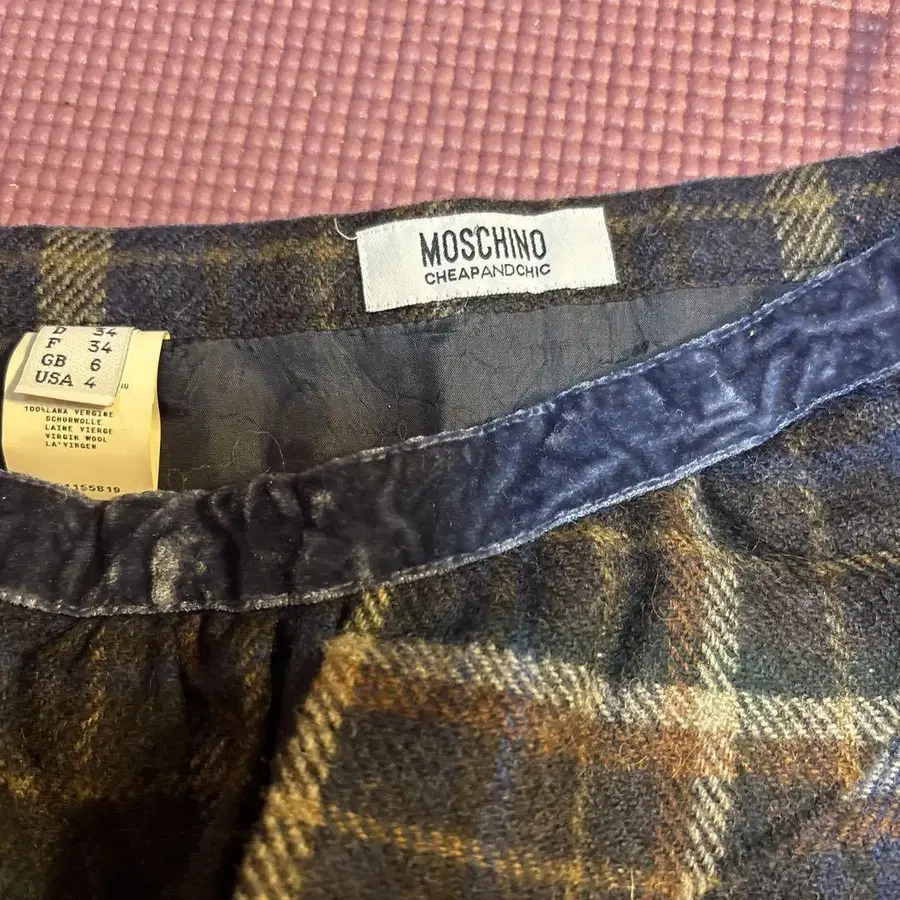 MOSCHINO
CHEAPANDCHIC
D 34
F 34
GB 6
USA 4
100%LANA VERGINE
SCHURWOLLE
LAINE VIERGE
VIRGIN WOOL
LA*VIRGEN